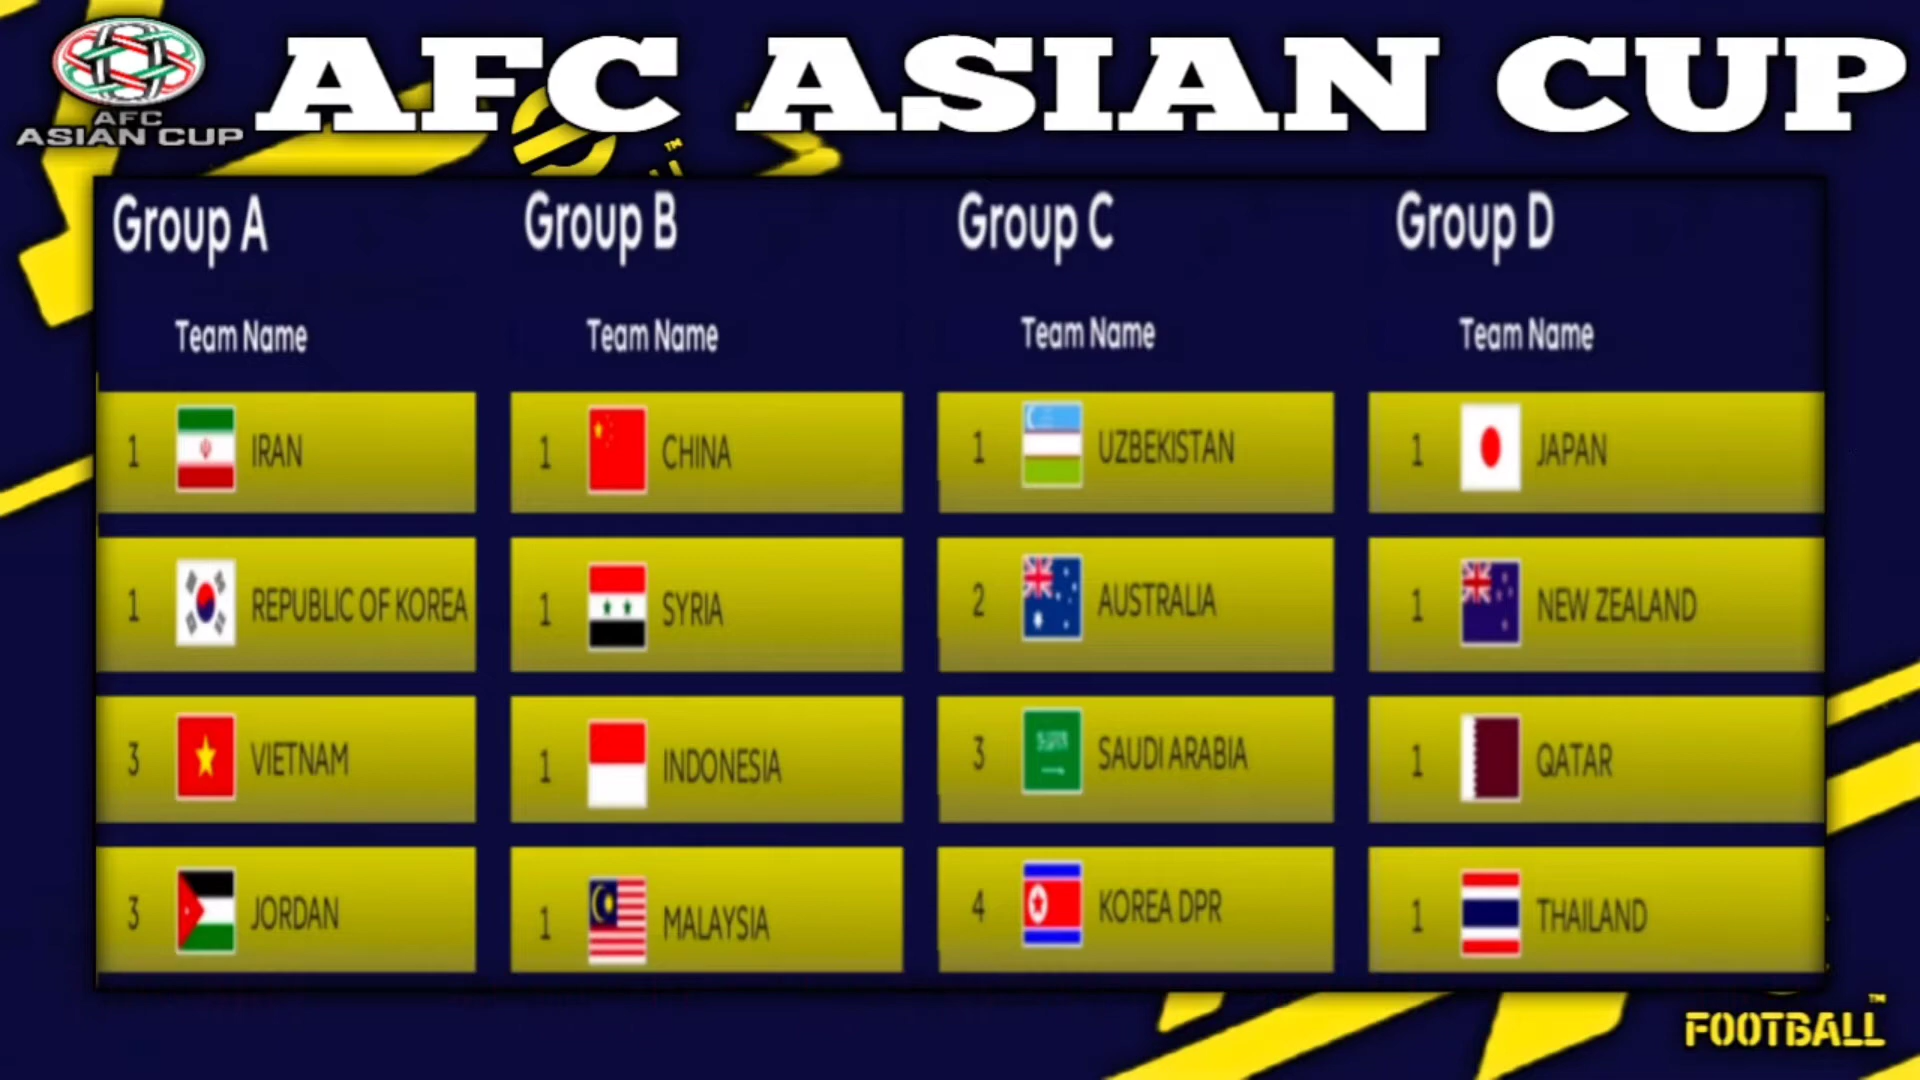 AFC
ASIAN CUP
AFC ASIAN CUP
™
Group A
Team Name
1 IRAN
1 REPUBLIC OF KOREA
3 VIETNAM
3 JORDAN
Group B
Team Name
1 CHINA
1 SYRIA
1 INDONESIA
1 MALAYSIA
Group C
Team Name
1 UZBEKISTAN
2 AUSTRALIA
3 SAUDI ARABIA
4 KOREA DPR
Group D
Team Name
1 JAPAN
1 NEW ZEALAND
1 QATAR
1 THAILAND
FOOTBALL™